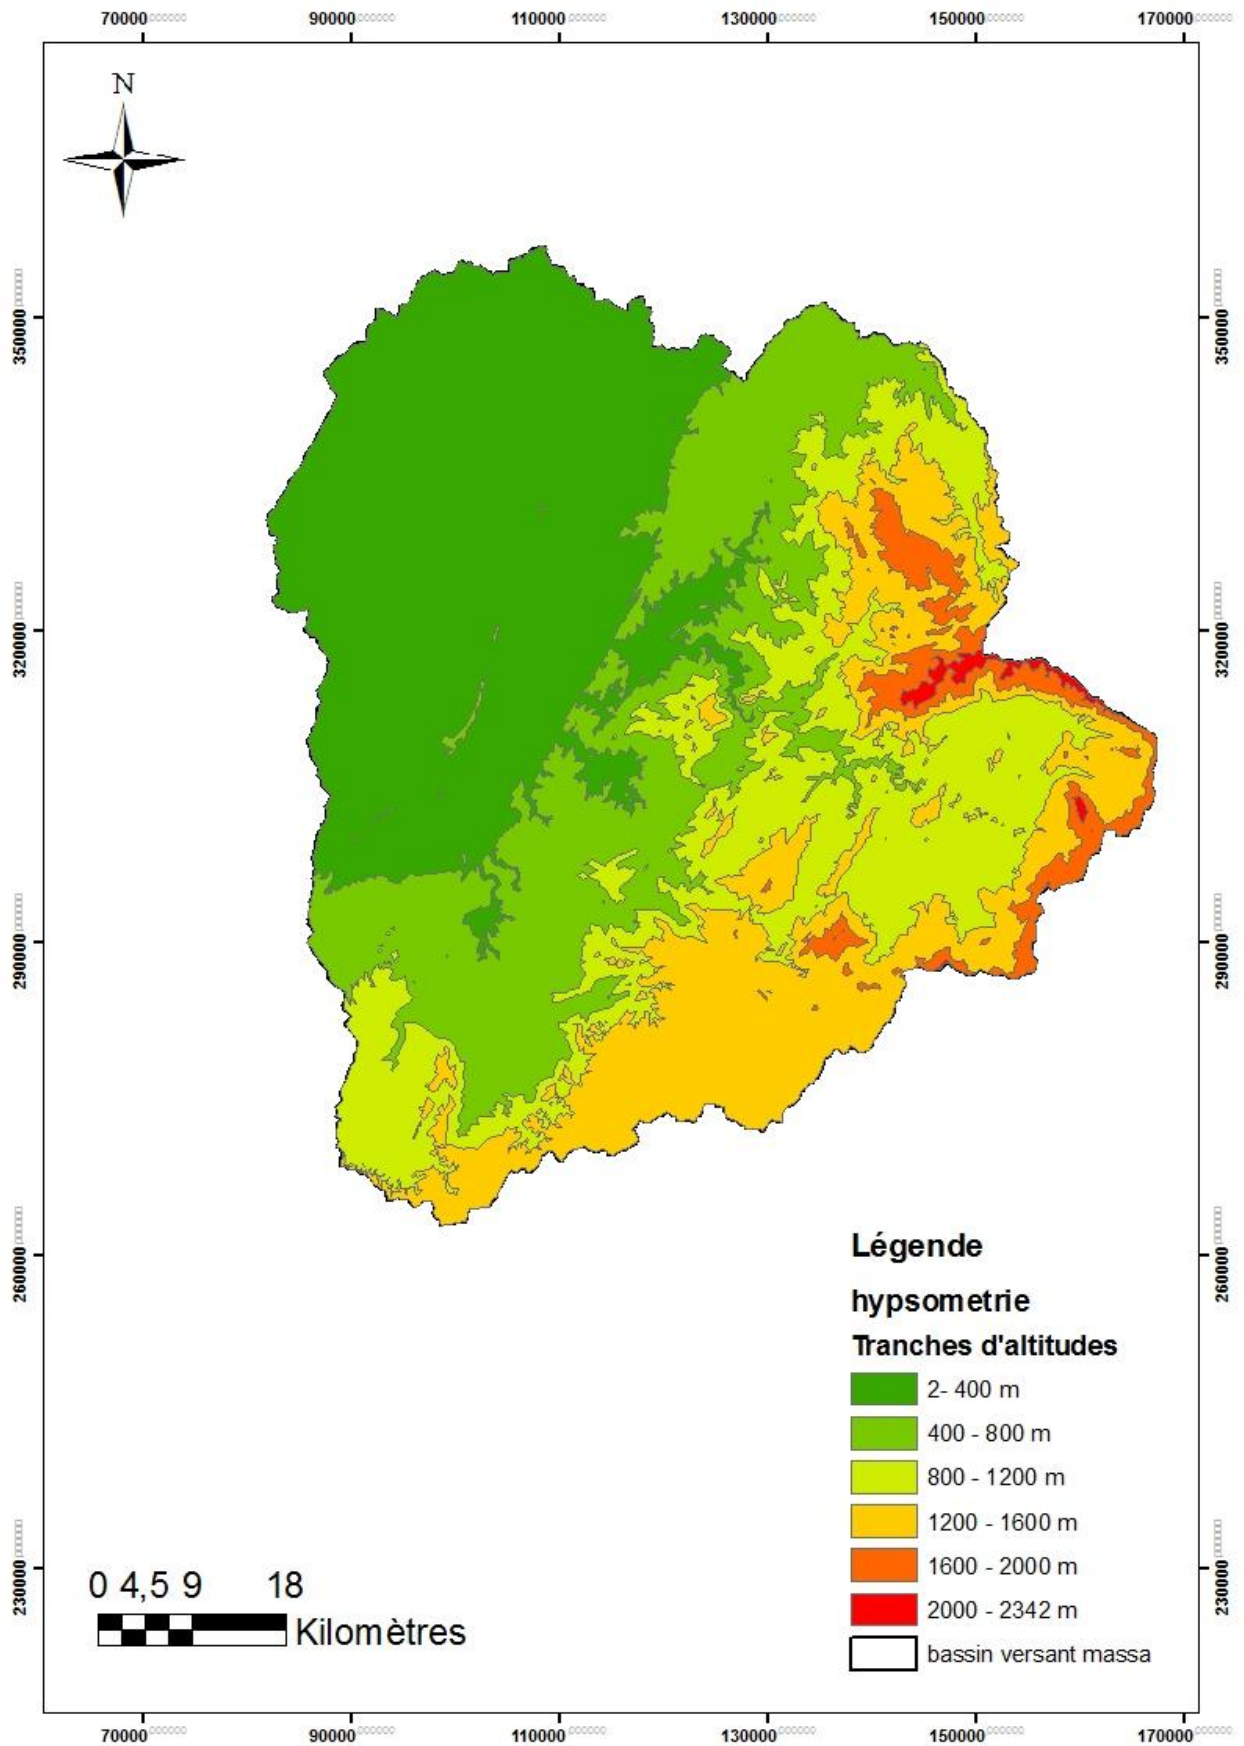 70000 90000 110000 130000 150000 170000
N
350000 350000
320000 320000
290000 290000
260000 260000
230000 230000
Légende
hypsometrie
Tranches d'altitudes
2- 400 m
400 - 800 m
800 - 1200 m
1200 - 1600 m
1600 - 2000 m
2000 - 2342 m
bassin versant massa
0 4,5 9 18
Kilomètres
70000 90000 110000 130000 150000 170000